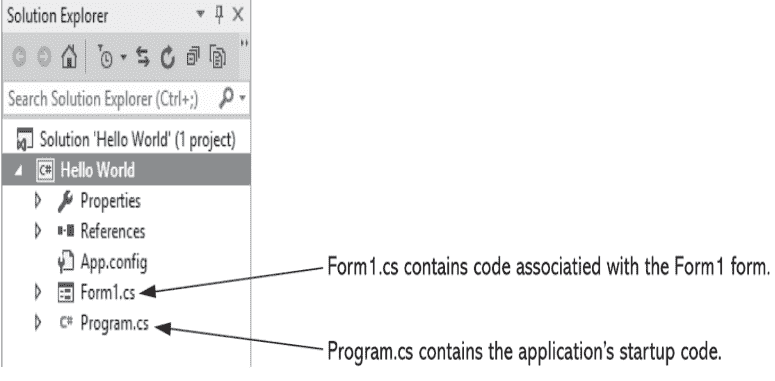 Solution Explorer
Search Solution Explorer (Ctrl+;)
Solution 'Hello World' (1 project)
C# Hello World
Properties
References
App.config
Form1.cs
C# Program.cs
Form1.cs contains code associatied with the Form1 form.
Program.cs contains the application's startup code.